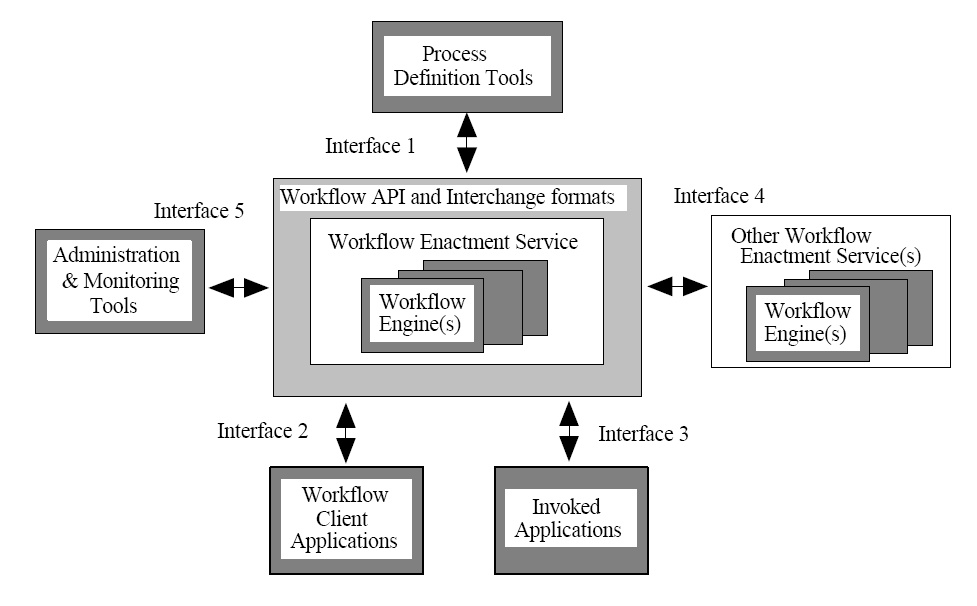 Process
Definition Tools
Interface 1
Workflow API and Interchange formats
Interface 4
Interface 5
Workflow Enactment Service
Administration
& Monitoring
Tools
Workflow
Engine(s)
Other Workflow
Enactment Service(s)
Workflow
Engine(s)
Interface 2
Interface 3
Workflow
Client
Applications
Invoked
Applications